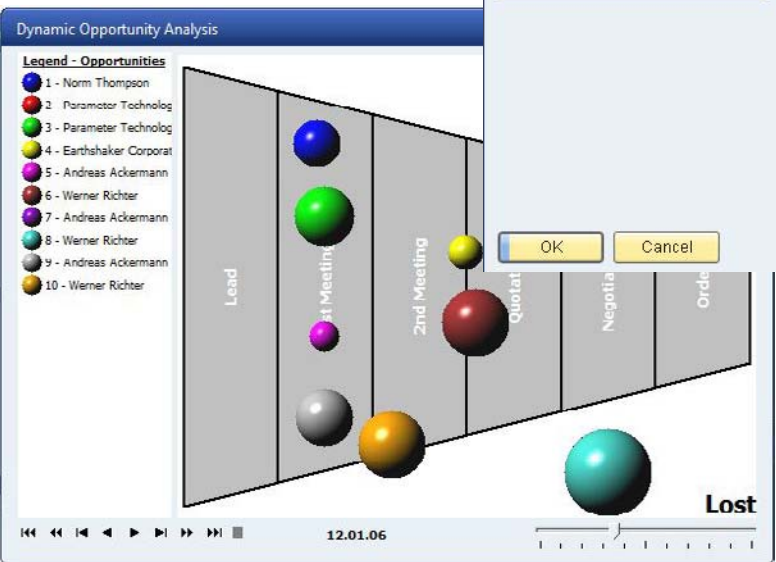 Dynamic Opportunity Analysis
Legend - Opportunities
1 - Norm Thompson
2 - Parameter Technolog
3 - Parameter Technolog
4 - Earthshaker Corporat
5 - Andreas Ackermann
6 - Werner Richter
7 - Andreas Ackermann
8 - Werner Richter
9 - Andreas Ackermann
10 - Werner Richter
Lead
st Meeting
2nd Meeting
Quotat
Negotia
Orde
OK
Cancel
Lost
12.01.06